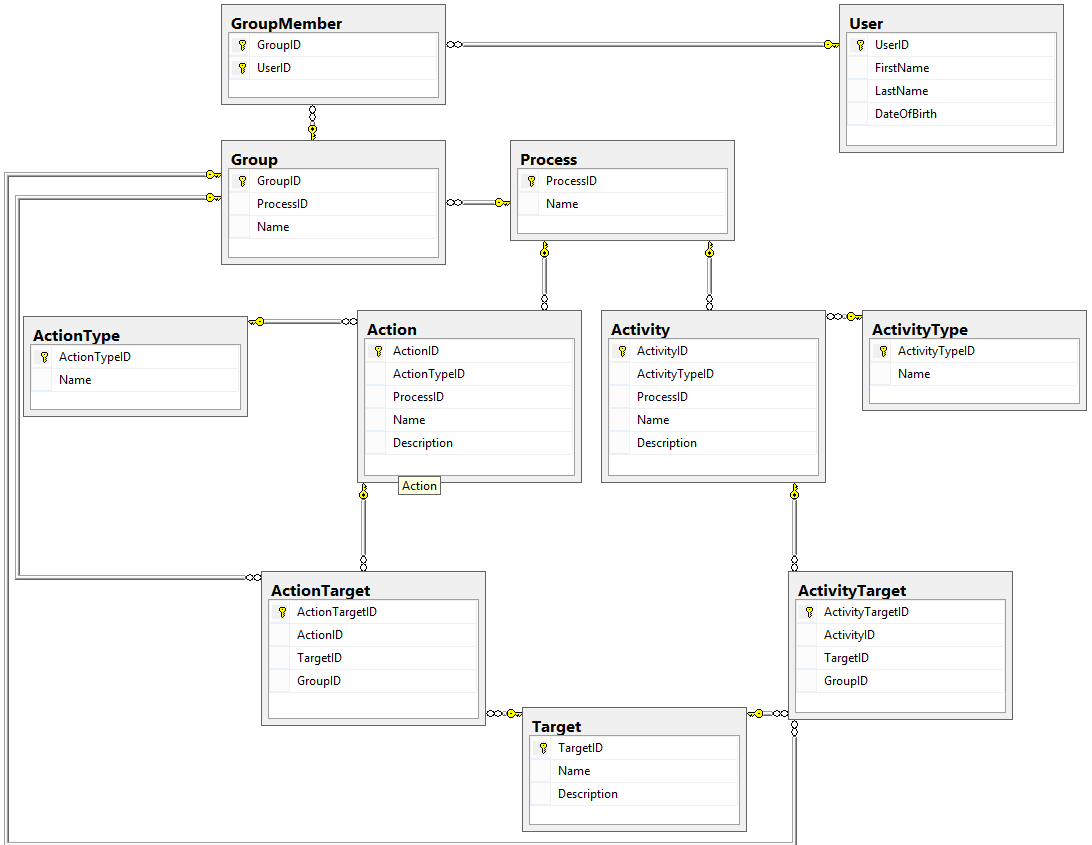 GroupMember
GroupID
UserID
User
UserID
FirstName
LastName
DateOfBirth
Group
GroupID
ProcessID
Name
Process
ProcessID
Name
ActionType
ActionTypeID
Name
Action
ActionID
ActionTypeID
ProcessID
Name
Description
Action
Activity
ActivityID
ActivityTypeID
ProcessID
Name
Description
ActivityType
ActivityTypeID
Name
ActionTarget
ActionTargetID
ActionID
TargetID
GroupID
ActivityTarget
ActivityTargetID
ActivityID
TargetID
GroupID
Target
TargetID
Name
Description